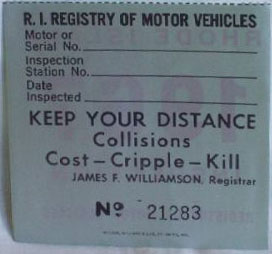 R. I. REGISTRY OF MOTOR VEHICLES
Motor or
Serial No.
Inspection
Station No.
Date
Inspected
KEEP YOUR DISTANCE
Collisions
Cost — Cripple — Kill
JAMES F. WILLIAMSON, Registrar
No 21283